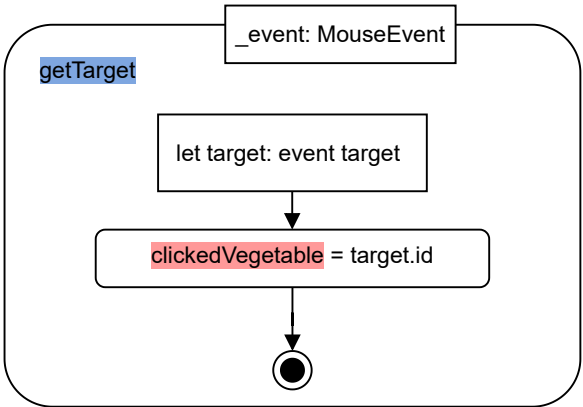 _event: MouseEvent
getTarget
let target: event target
clickedVegetable = target.id